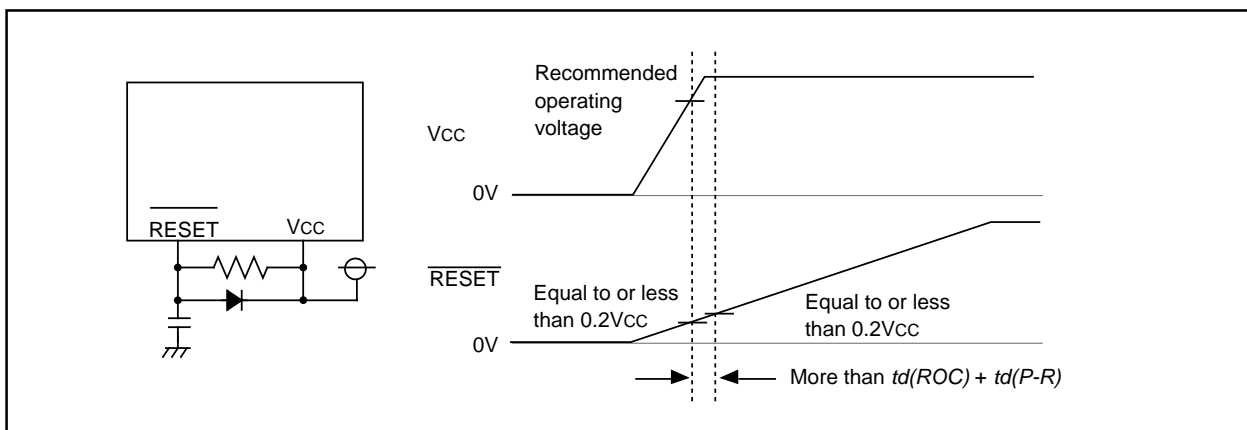 RESET
VCC
Recommended
operating
voltage
VCC
0V
RESET
Equal to or less
than 0.2VCC
0V
Equal to or less
than 0.2VCC
More than td(ROC) + td(P-R)